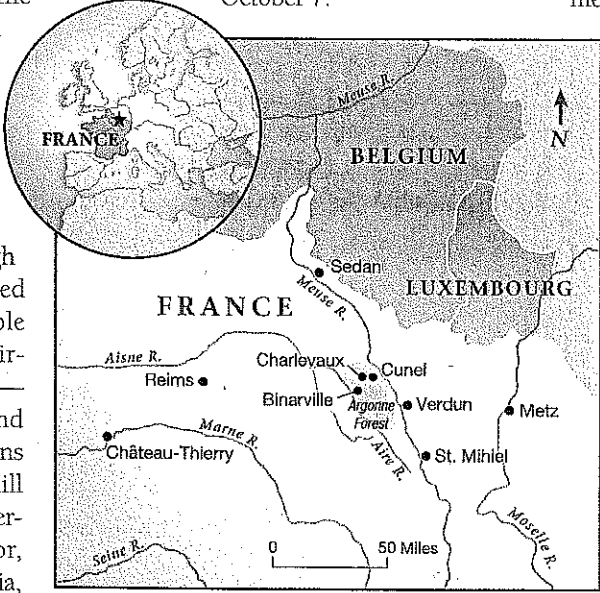 October 7.
FRANCE
Meuse R.
BELGIUM
N
Sedan
LUXEMBOURG
Meuse R.
FRANCE
Aisne R.
Charlevaux
Cunel
Reims
Binarville
Argonne
Forest
Verdun
Metz
Marne R.
Château-Thierry
Aire R.
St. Mihiel
Moselle R.
Seine R.
0 50 Miles